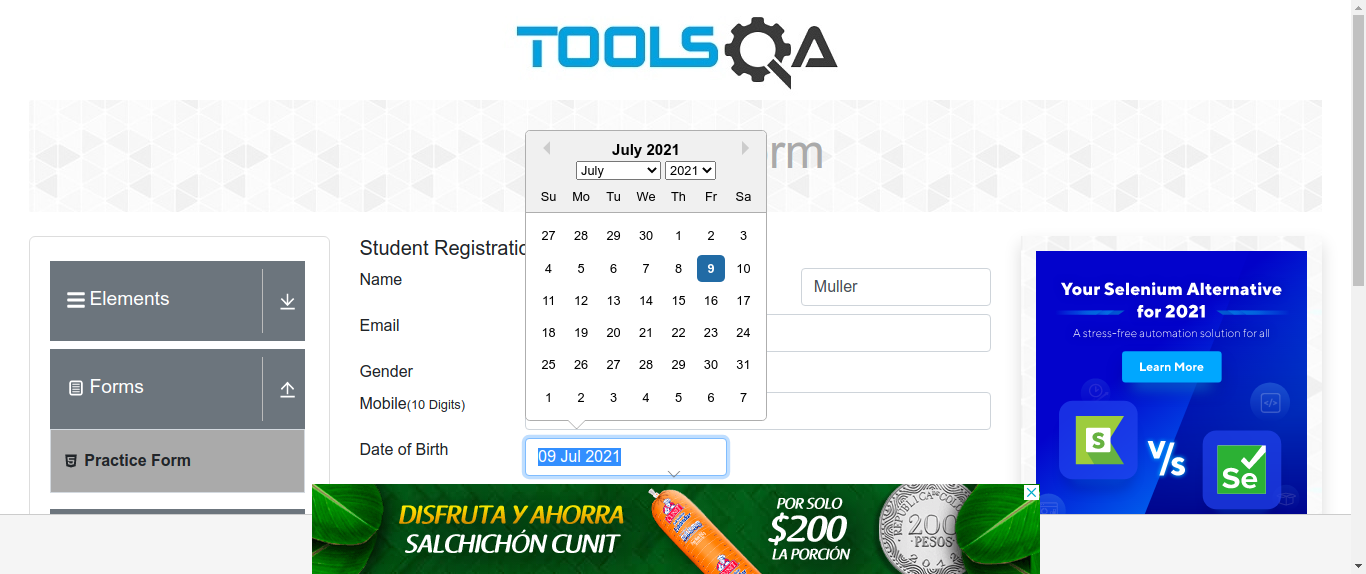 TOOLSQA
rm
July 2021
July 2021
Su Mo Tu We Th Fr Sa
27 28 29 30 1 2 3
4 5 6 7 8 9 10
11 12 13 14 15 16 17
18 19 20 21 22 23 24
25 26 27 28 29 30 31
1 2 3 4 5 6 7
Elements
Forms
Practice Form
Student Registratio
Name
Muller
Email
Gender
Mobile(10 Digits)
Date of Birth
09 Jul 2021
Your Selenium Alternative
for 2021
A stress-free automation solution for all
Learn More
S
V/s
Se
DISFRUTA Y AHORRA
SALCHICHÓN CUNIT
POR SOLO
$200
LA PORCIÓN
REPUBLICA DE COLOMBIA
200
PESOS